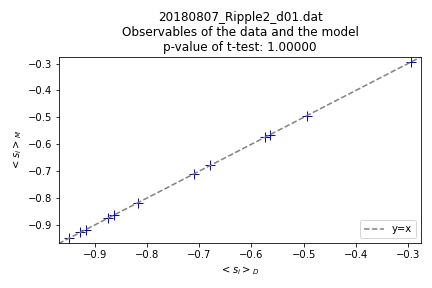 20180807_Ripple2_d01.dat
Observables of the data and the model
p-value of t-test: 1.00000
−0.3
−0.4
−0.5
−0.6
−0.7
−0.8
−0.9
< s_i >_M
y=x
−0.9 −0.8 −0.7 −0.6 −0.5 −0.4 −0.3
< s_i >_D